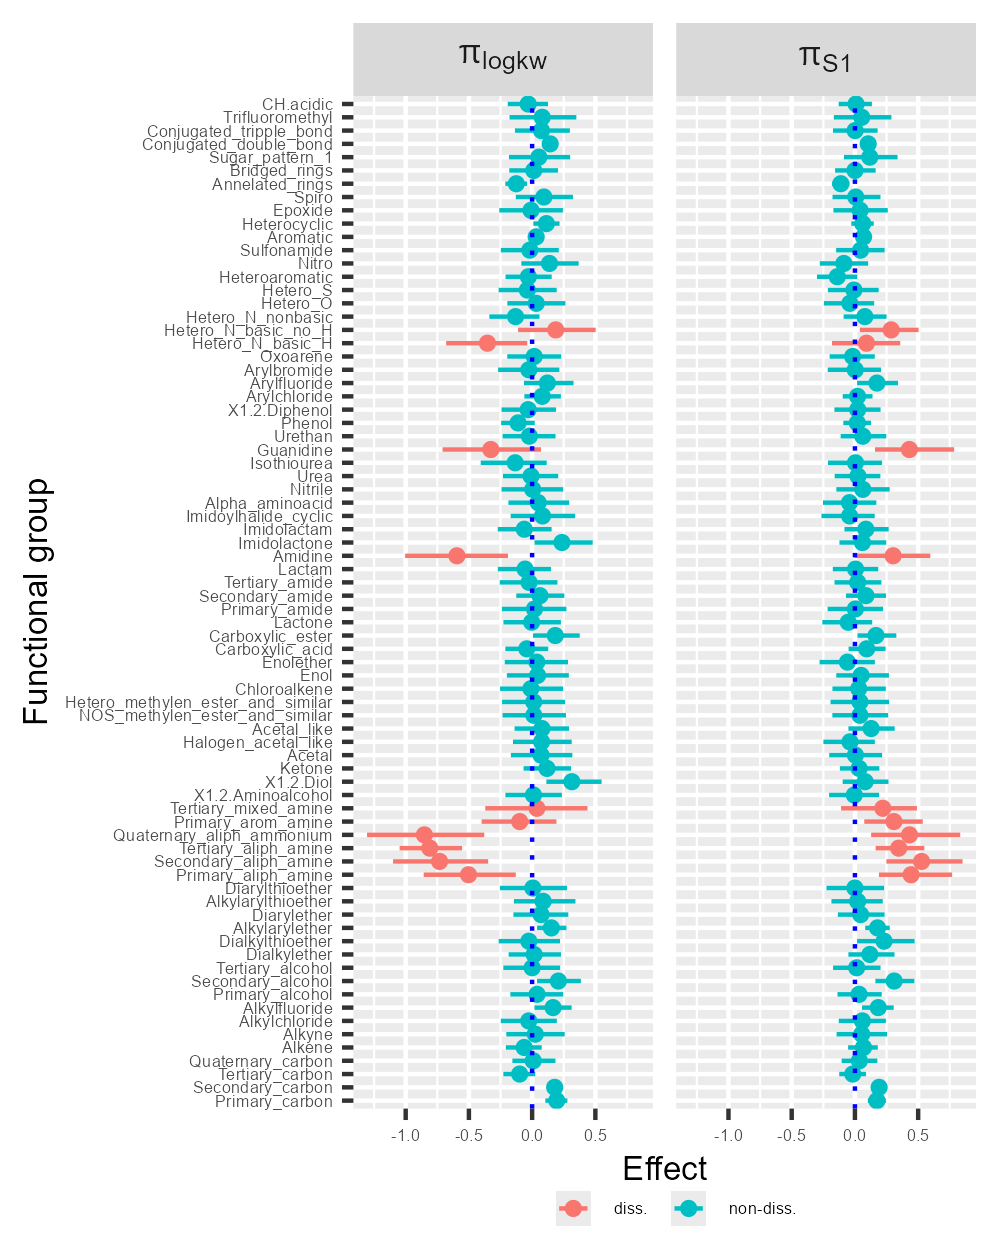 πlogkw πS1
CH.acidic
Trifluoromethyl
Conjugated_tripple_bond
Conjugated_double_bond
Sugar_pattern_1
Bridged_rings
Annelated_rings
Spiro
Epoxide
Heterocyclic
Aromatic
Sulfonamide
Nitro
Heteroaromatic
Hetero_S
Hetero_O
Hetero_N_nonbasic
Hetero_N_basic_no_H
Hetero_N_basic_H
Oxoarene
Arylbromide
Arylfluoride
Arylchloride
X1.2.Diphenol
Phenol
Urethan
Guanidine
Isothiourea
Urea
Nitrile
Alpha_aminoacid
Imidoylhalide_cyclic
Imidolactam
Imidolactone
Amidine
Lactam
Tertiary_amide
Secondary_amide
Primary_amide
Lactone
Carboxylic_ester
Carboxylic_acid
Enolether
Enol
Chloroalkene
Hetero_methylen_ester_and_similar
NOS_methylen_ester_and_similar
Acetal_like
Halogen_acetal_like
Acetal
Ketone
X1.2.Diol
X1.2.Aminoalcohol
Tertiary_mixed_amine
Primary_arom_amine
Quaternary_aliph_ammonium
Tertiary_aliph_amine
Secondary_aliph_amine
Primary_aliph_amine
Diarylthioether
Alkylarylthioether
Diarylether
Alkylarylether
Dialkylthioether
Dialkylether
Tertiary_alcohol
Secondary_alcohol
Primary_alcohol
Alkylfluoride
Alkylchloride
Alkyne
Alkene
Quaternary_carbon
Tertiary_carbon
Secondary_carbon
Primary_carbon
Functional group
-1.0 -0.5 0.0 0.5 -1.0 -0.5 0.0 0.5
Effect
diss. non-diss.